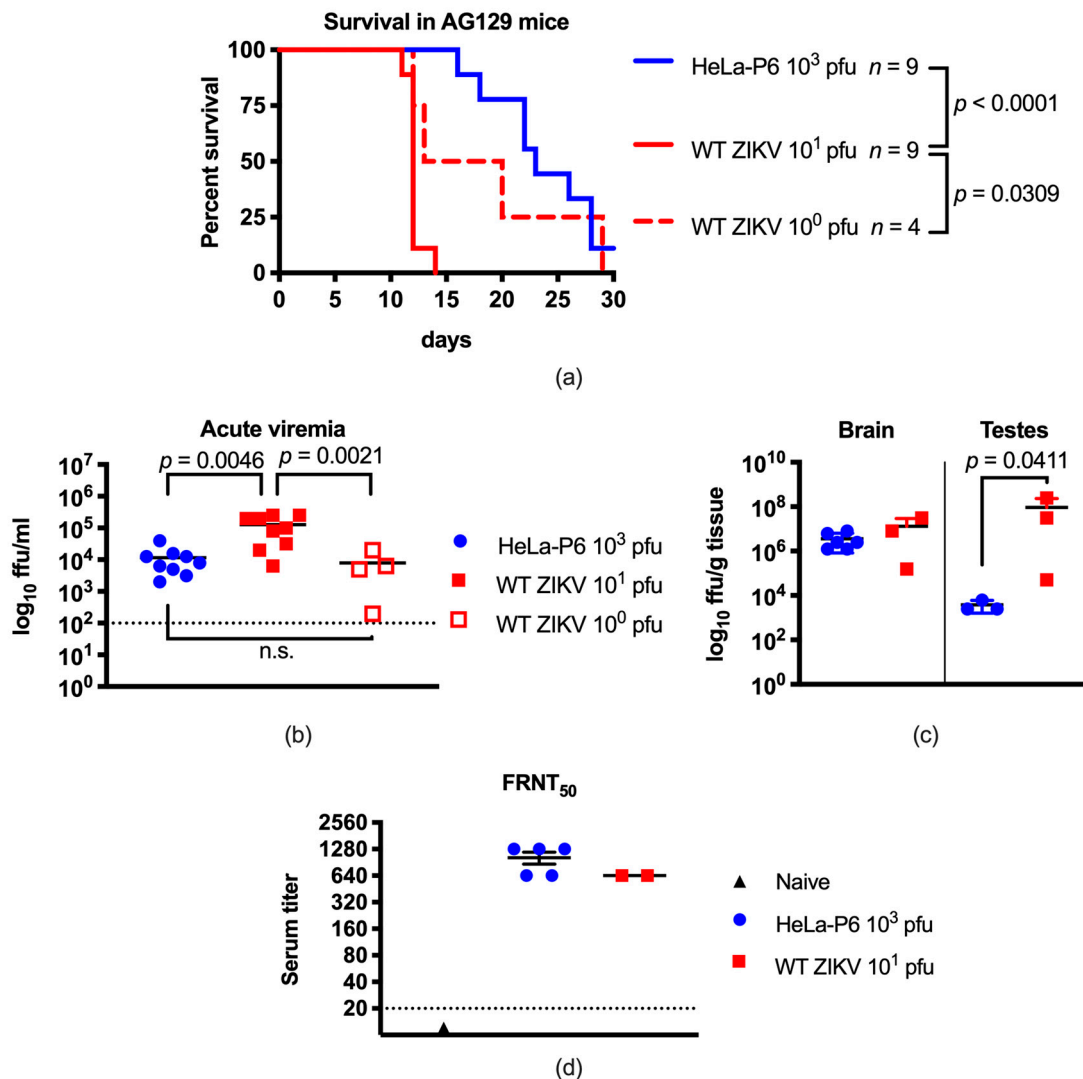 Survival in AG129 mice
Percent survival
100
75
50
25
0
0 5 10 15 20 25 30
days
HeLa-P6 10³ pfu n = 9
WT ZIKV 10¹ pfu n = 9
WT ZIKV 10⁰ pfu n = 4
p < 0.0001
p = 0.0309
(a)
Acute viremia
p = 0.0046 p = 0.0021
log₁₀ ffu/ml
10⁷
10⁶
10⁵
10⁴
10³
10²
10¹
10⁰
n.s.
HeLa-P6 10³ pfu
WT ZIKV 10¹ pfu
WT ZIKV 10⁰ pfu
(b)
Brain Testes
p = 0.0411
log₁₀ ffu/g tissue
10¹⁰
10⁸
10⁶
10⁴
10²
10⁰
(c)
FRNT₅₀
Serum titer
2560
1280
640
320
160
80
40
20
Naive
HeLa-P6 10³ pfu
WT ZIKV 10¹ pfu
(d)